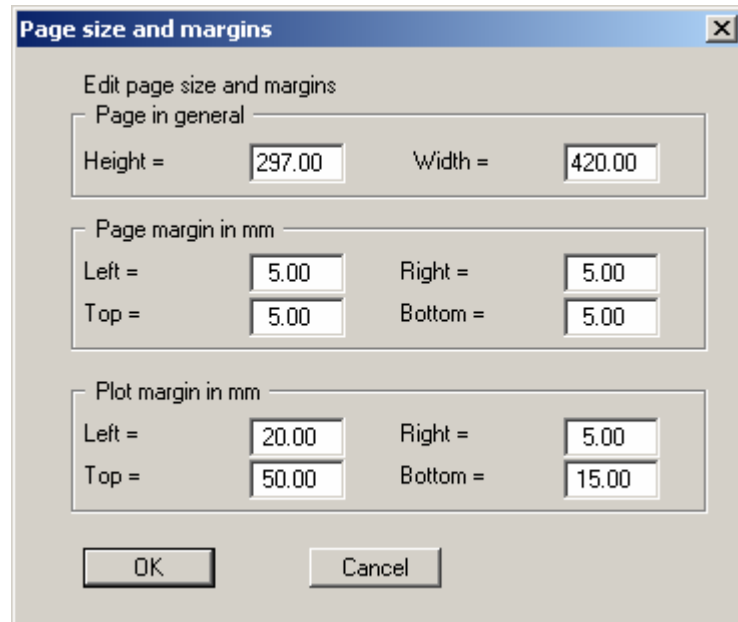 Page size and margins
Edit page size and margins
Page in general
Height = 297.00 Width = 420.00
Page margin in mm
Left = 5.00 Right = 5.00
Top = 5.00 Bottom = 5.00
Plot margin in mm
Left = 20.00 Right = 5.00
Top = 50.00 Bottom = 15.00
OK Cancel